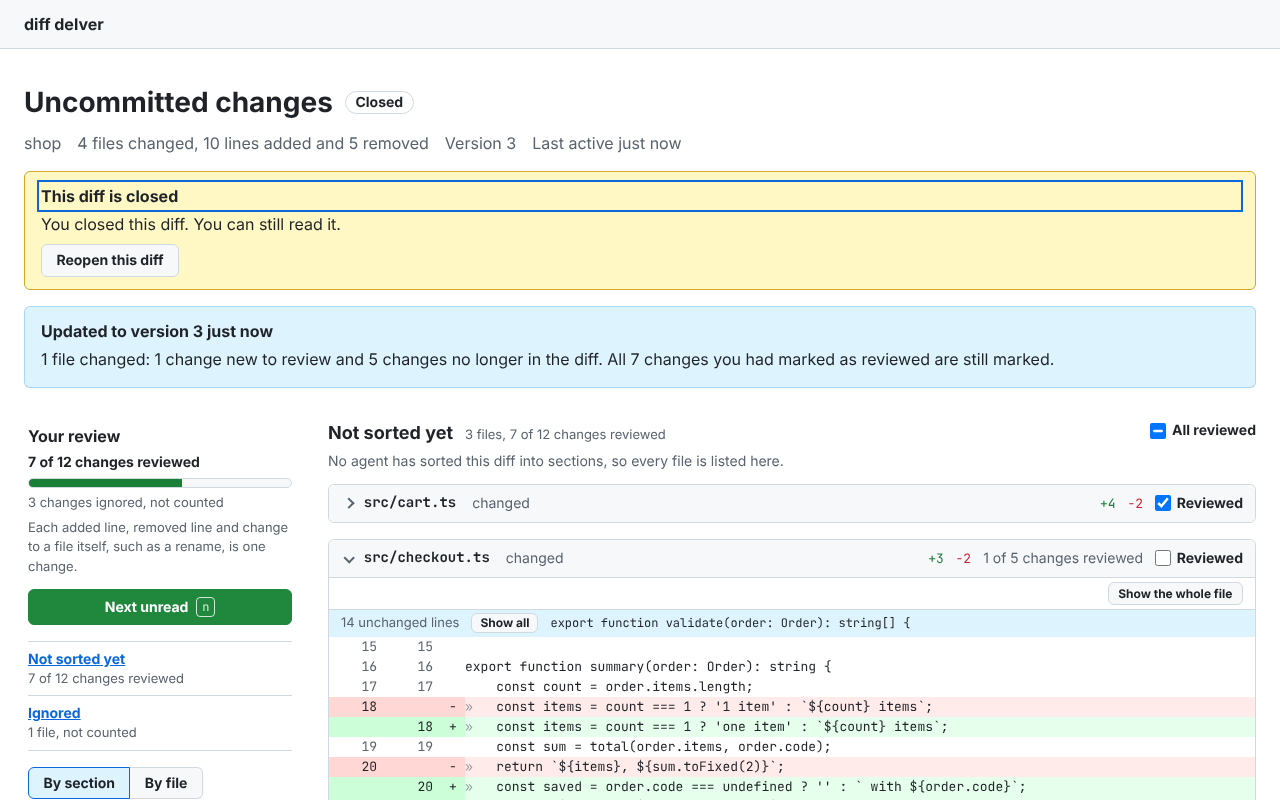 diff delver
Uncommitted changes Closed
shop 4 files changed, 10 lines added and 5 removed Version 3 Last active just now
This diff is closed
You closed this diff. You can still read it.
Reopen this diff
Updated to version 3 just now
1 file changed: 1 change new to review and 5 changes no longer in the diff. All 7 changes you had marked as reviewed are still marked.
Your review
7 of 12 changes reviewed
3 changes ignored, not counted
Each added line, removed line and change
to a file itself, such as a rename, is one
change.
Next unread n
Not sorted yet
7 of 12 changes reviewed
Ignored
1 file, not counted
By section By file
Not sorted yet 3 files, 7 of 12 changes reviewed All reviewed
No agent has sorted this diff into sections, so every file is listed here.
src/cart.ts changed +4 -2 Reviewed
src/checkout.ts changed +3 -2 1 of 5 changes reviewed Reviewed
Show the whole file
14 unchanged lines Show all export function validate(order: Order): string[] {
15 15
16 16 export function summary(order: Order): string {
17 17 const count = order.items.length;
18 - » const items = count === 1 ? '1 item' : `${count} items`;
18 + » const items = count === 1 ? 'one item' : `${count} items`;
19 19 const sum = total(order.items, order.code);
20 - » return `${items}, ${sum.toFixed(2)}`;
20 + » const saved = order.code === undefined ? '' : ` with ${order.code}`;